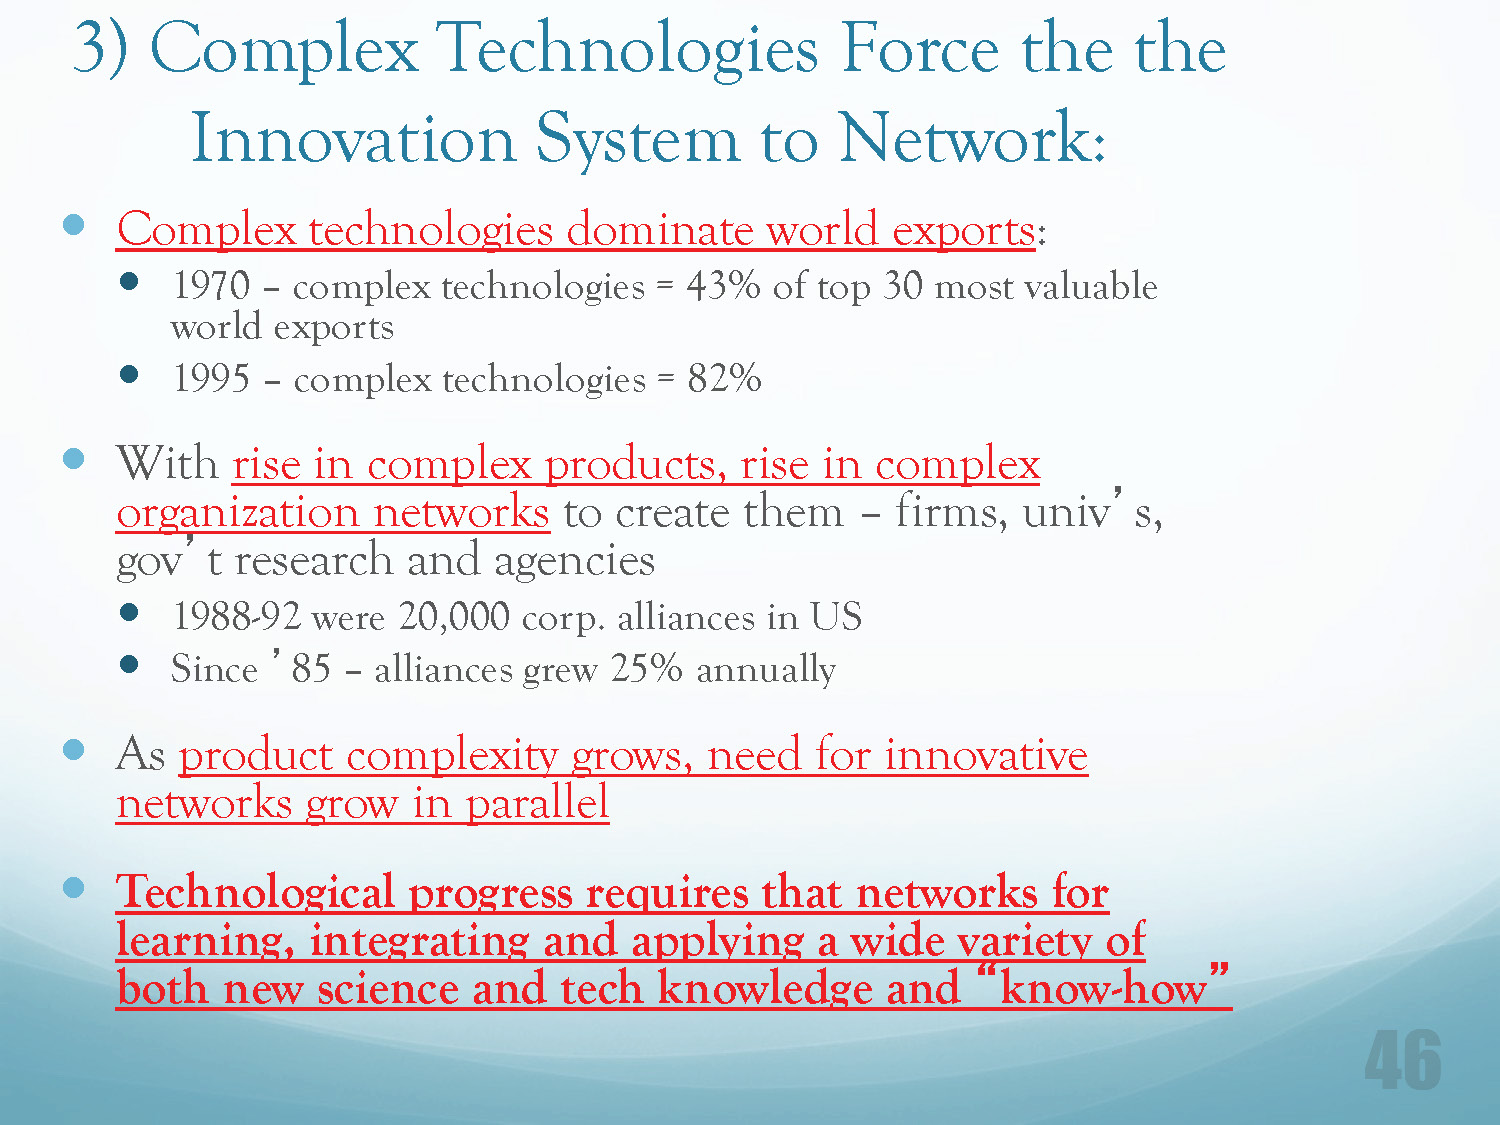 3) Complex Technologies Force the the
Innovation System to Network:
• Complex technologies dominate world exports:
• 1970 – complex technologies = 43% of top 30 most valuable
world exports
• 1995 – complex technologies = 82%
• With rise in complex products, rise in complex
organization networks to create them – firms, univ’s,
gov’t research and agencies
• 1988-92 were 20,000 corp. alliances in US
• Since ’85 – alliances grew 25% annually
• As product complexity grows, need for innovative
networks grow in parallel
• Technological progress requires that networks for
learning, integrating and applying a wide variety of
both new science and tech knowledge and “know-how”
46